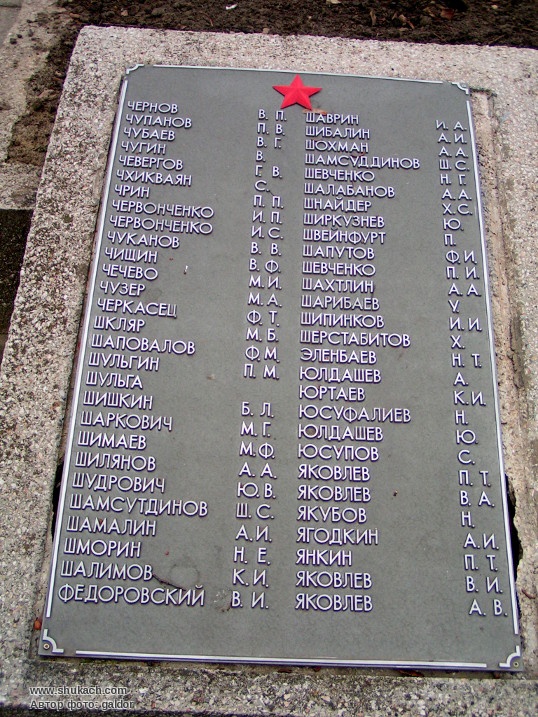 ЧЕРНОВ В. П.
ЧУПАНОВ П. В.
ЧУБАЕВ В. Г.
ЧУГИН В.
ЧЕВЕРГОВ Г. В.
ЧХИКВАЯН С.
ЧРИН П. П.
ЧЕРВОНЧЕНКО И. П.
ЧЕРВОНЧЕНКО И. С.
ЧУКАНОВ В. В.
ЧИЩИН В. Ф.
ЧЕЧЕВО М. И.
ЧУЗЕР М. А.
ЧЕРКАСЕЦ Ф. Т.
ШКЛЯР М. Б.
ШАПОВАЛОВ Ф. М.
ШУЛЬГИН П. М.
ШУЛЬГА
ШИШКИН Б. Л.
ШАРКОВИЧ М. Г.
ШИМАЕВ М. Ф.
ШИЛЯНОВ А. А.
ШУДРОВИЧ Ю. В.
ШАМСУТДИНОВ Ш. С.
ШАМАЛИН А. И.
ШМОРИН Н. Е.
ШАЛИМОВ К. И.
ФЕДОРОВСКИЙ В. И.
ШАВРИН И. А.
ШИБАЛИН А. И.
ШОХМАН А. А.
ШАМСУДДИНОВ Ш. С.
ШЕВЧЕНКО Н. Г.
ШАЛАБАНОВ А. А.
ШНАЙДЕР Х. С.
ШИРКУЗНЕВ Ю.
ШВЕИНФУРТ П.
ШАПУТОВ Ф. И.
ШЕВЧЕНКО П. И.
ШАХТЛИН А. А.
ШАРИБАЕВ У.
ШИПИНКОВ И. И.
ШЕРСТАБИТОВ Х.
ЭЛЕНБАЕВ Н. Т.
ЮЛДАШЕВ А.
ЮРТАЕВ К. И.
ЮСУФАЛИЕВ Н.
ЮЛДАШЕВ Ю.
ЮСУПОВ С.
ЯКОВЛЕВ П. Т.
ЯКОВЛЕВ В. А.
ЯКУБОВ Н.
ЯГОДКИН А. И.
ЯНКИН П. Т.
ЯКОВЛЕВ В. И.
ЯКОВЛЕВ А. В.
www.shukach.com
Автор фото: galdor